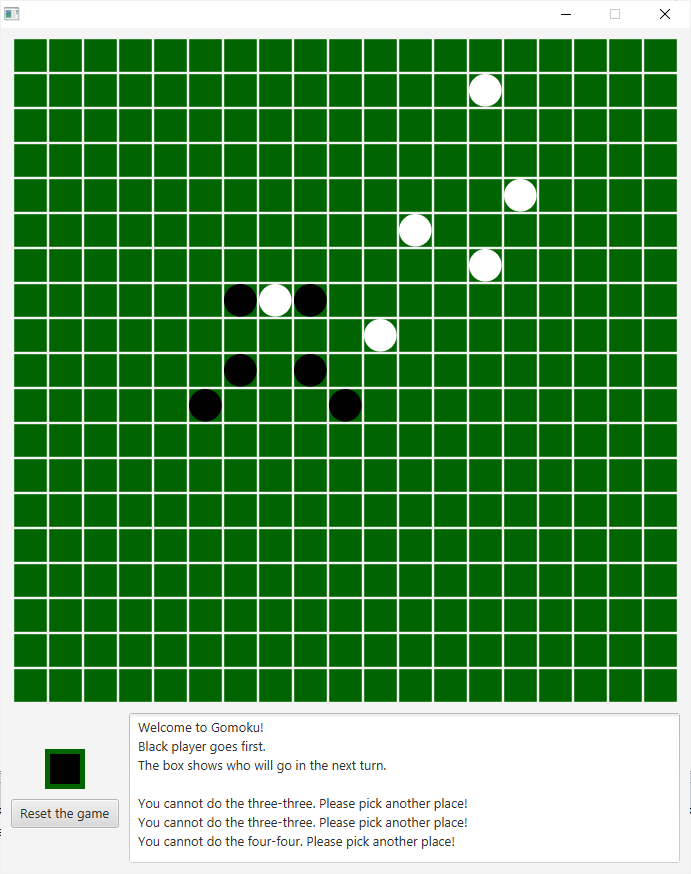 Welcome to Gomoku!
Black player goes first.
The box shows who will go in the next turn.
You cannot do the three-three. Please pick another place!
You cannot do the three-three. Please pick another place!
You cannot do the four-four. Please pick another place!
Reset the game